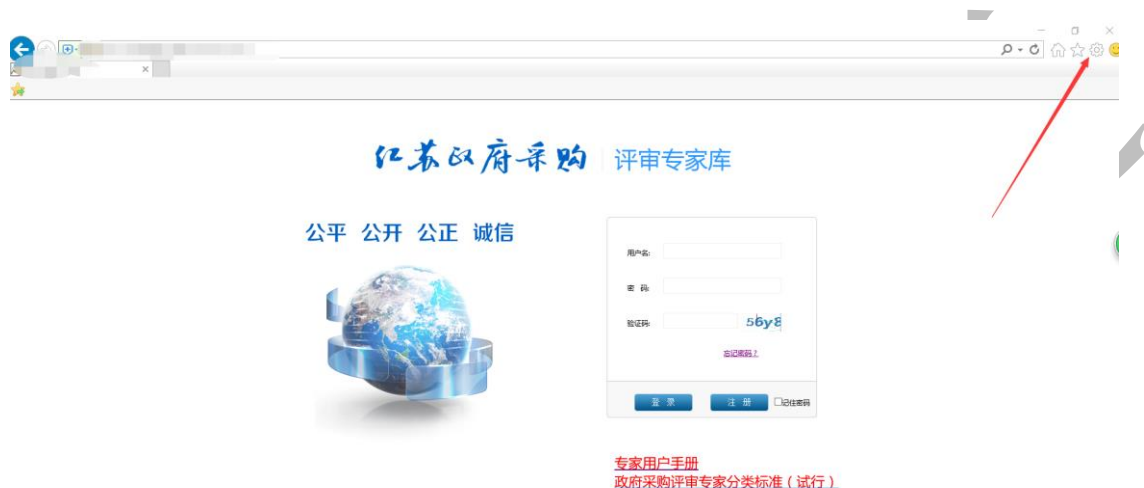 江苏政府采购 评审专家库
公平 公开 公正 诚信
用户名:
密 码:
验证码: 56y8
忘记密码？
登 录 注 册 记住密码
专家用户手册
政府采购评审专家分类标准（试行）